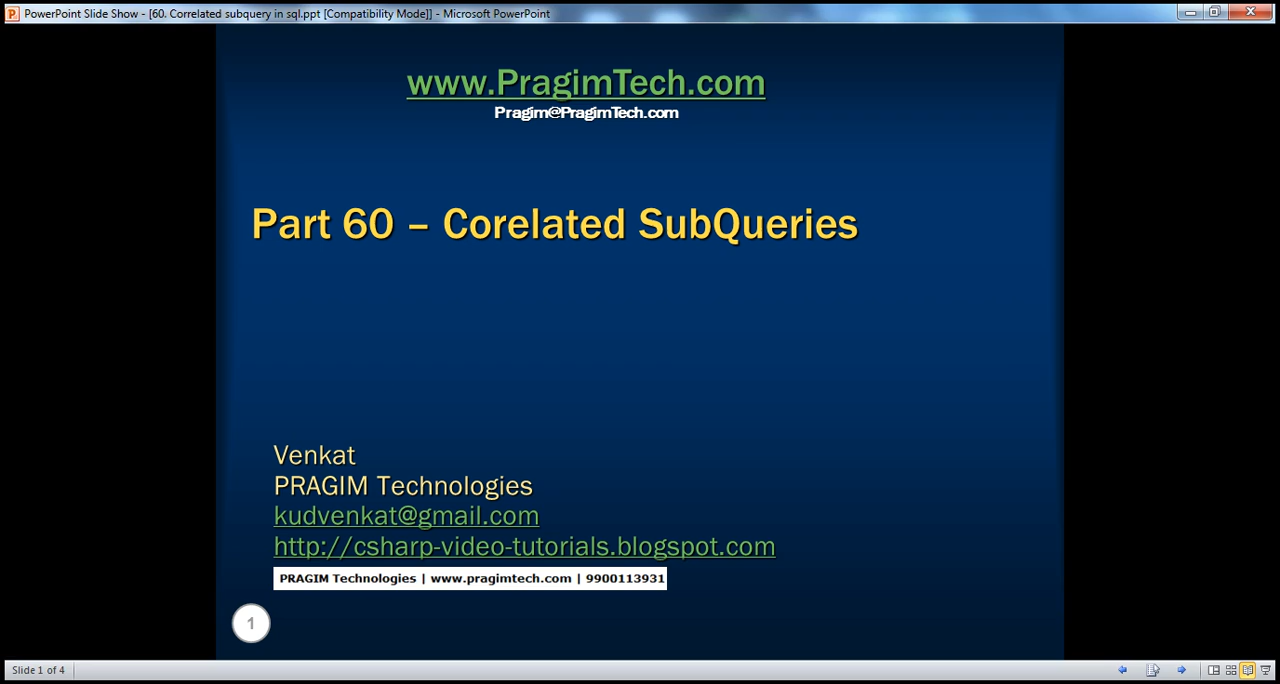 PowerPoint Slide Show - [60. Correlated subquery in sql.ppt [Compatibility Mode]] - Microsoft PowerPoint
www.PragimTech.com
Pragim@PragimTech.com
Part 60 – Corelated SubQueries
Venkat
PRAGIM Technologies
kudvenkat@gmail.com
http://csharp-video-tutorials.blogspot.com
PRAGIM Technologies | www.pragimtech.com | 9900113931
1
Slide 1 of 4